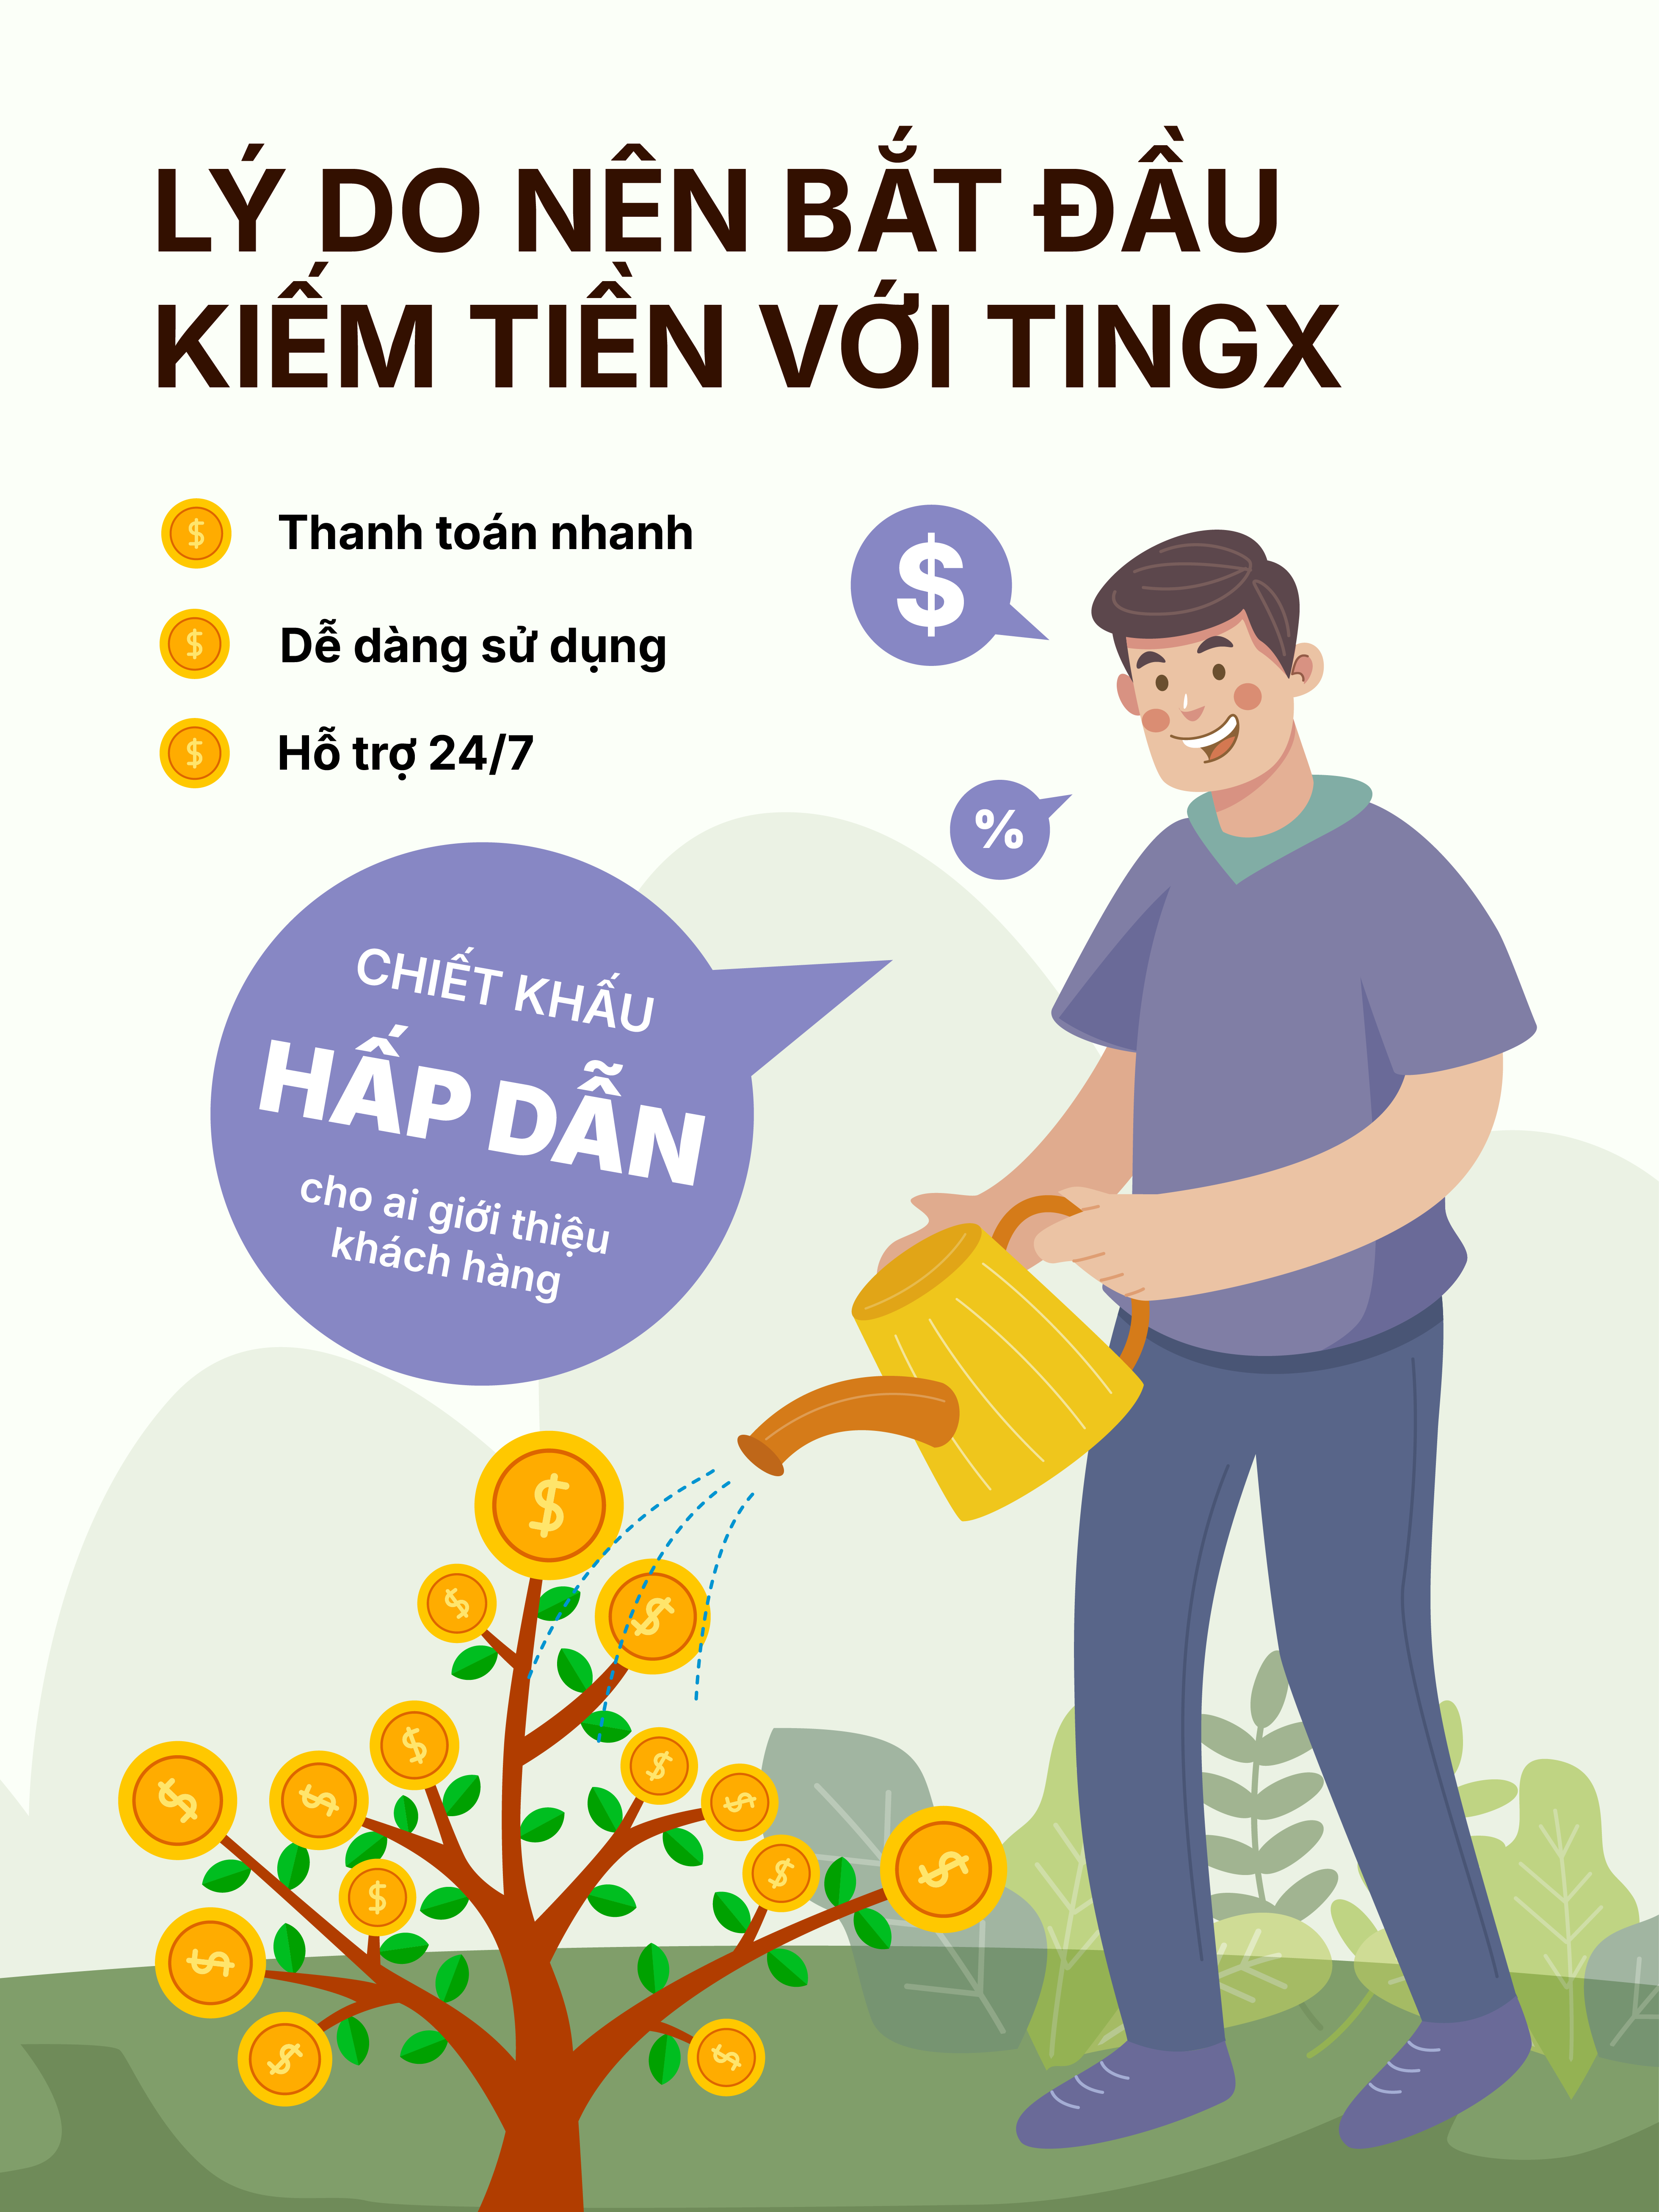 LÝ DO NÊN BẮT ĐẦU
KIẾM TIỀN VỚI TINGX
Thanh toán nhanh
Dễ dàng sử dụng
Hỗ trợ 24/7
$
%
CHIẾT KHẤU
HẤP DẪN
cho ai giới thiệu
khách hàng